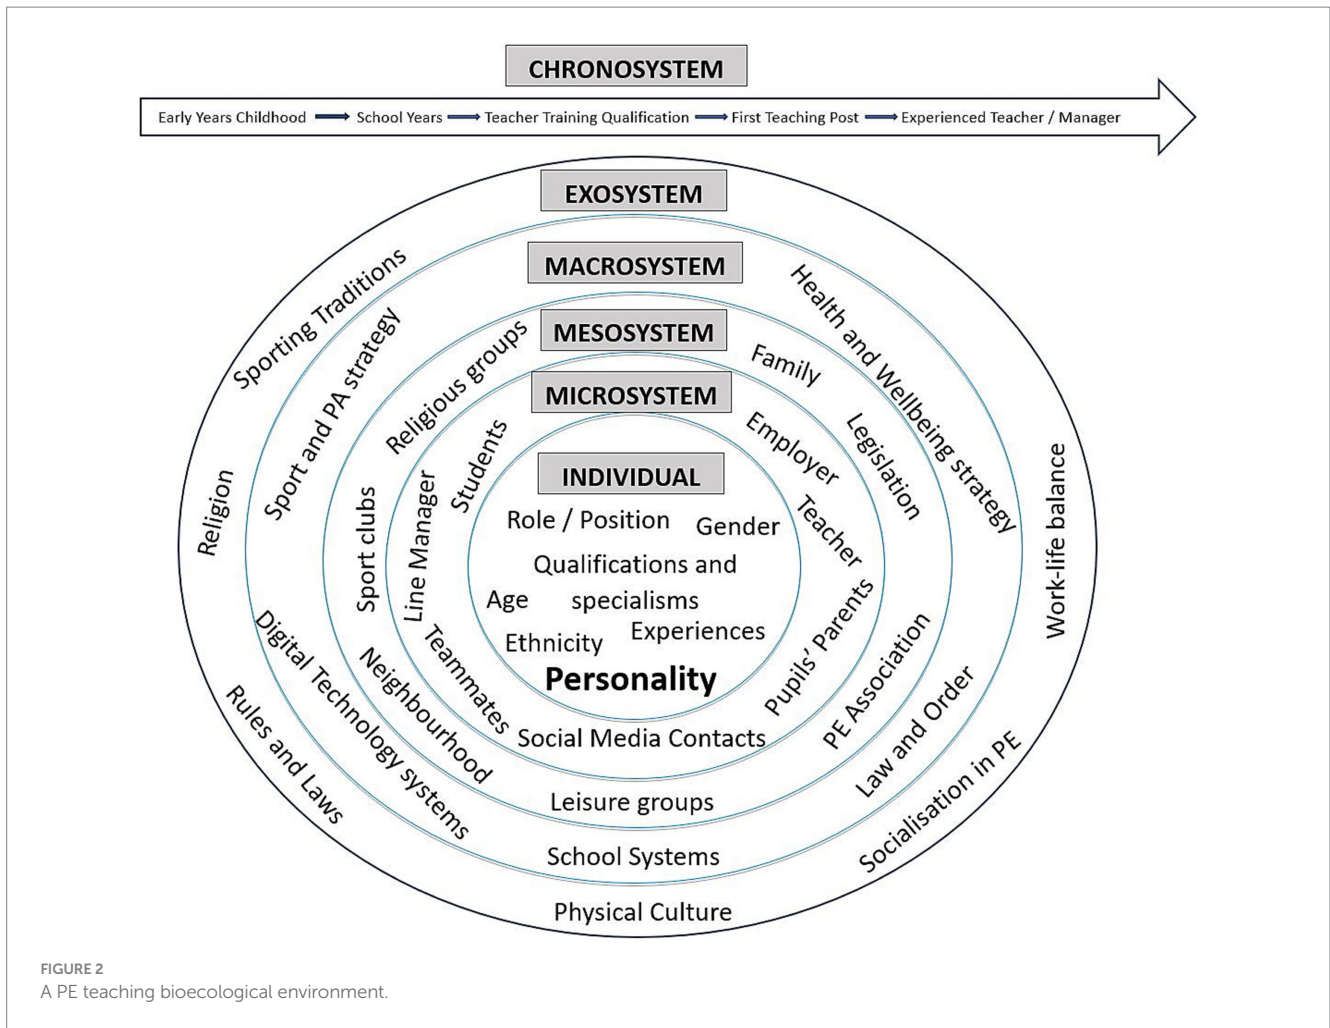 CHRONOSYSTEM
Early Years Childhood School Years Teacher Training Qualification First Teaching Post Experienced Teacher / Manager
EXOSYSTEM
Sporting Traditions
Religion
Rules and Laws
Physical Culture
Socialisation in PE
Work-life balance
MACROSYSTEM
Sport and PA strategy
Digital Technology systems
School Systems
Law and Order
Health and Wellbeing strategy
MESOSYSTEM
Religious groups
Sport clubs
Neighbourhood
Leisure groups
PE Association
Legislation
Family
MICROSYSTEM
Students
Line Manager
Teammates
Social Media Contacts
Pupils' Parents
Teacher
Employer
INDIVIDUAL
Role / Position
Gender
Qualifications and
specialisms
Age
Experiences
Ethnicity
Personality
FIGURE 2
A PE teaching bioecological environment.